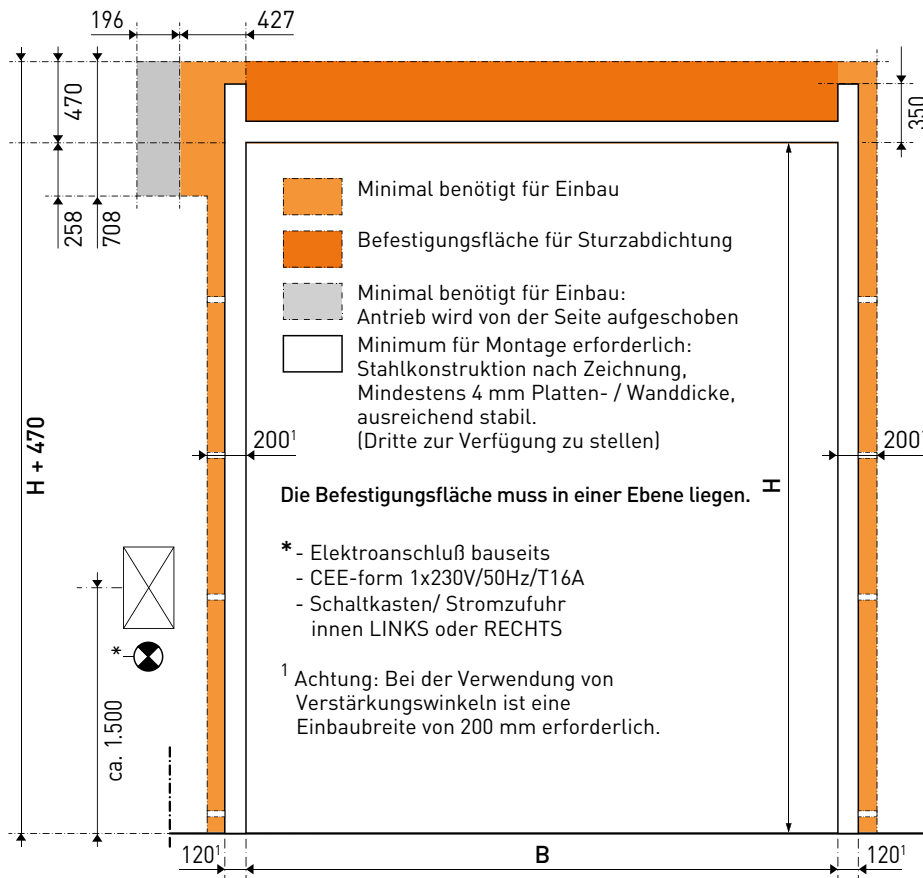 196
427
470
350
258
708
Minimal benötigt für Einbau
Befestigungsfläche für Sturzabdichtung
Minimal benötigt für Einbau:
Antrieb wird von der Seite aufgeschoben
Minimum für Montage erforderlich:
Stahlkonstruktion nach Zeichnung,
Mindestens 4 mm Platten- / Wanddicke,
ausreichend stabil.
(Dritte zur Verfügung zu stellen)
H + 470
200¹
200¹
Die Befestigungsfläche muss in einer Ebene liegen.
H
* - Elektroanschluß bauseits
- CEE-form 1x230V/50Hz/T16A
- Schaltkasten/ Stromzufuhr
innen LINKS oder RECHTS
*
¹ Achtung: Bei der Verwendung von
Verstärkungswinkeln ist eine
Einbaubreite von 200 mm erforderlich.
ca. 1.500
120¹
B
120¹